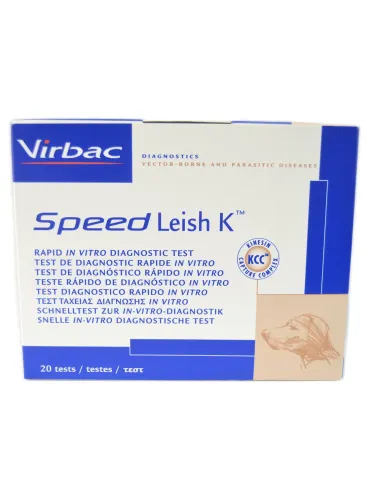 Virbac
DIAGNOSTICS
VECTOR-BORNE AND PARASITIC DISEASES
Speed Leish K™
KINESIN
KCC
CAPTURE COMPLEX
RAPID IN VITRO DIAGNOSTIC TEST
TEST DE DIAGNOSTIC RAPIDE IN VITRO
TEST DE DIAGNÓSTICO RÁPIDO IN VITRO
TESTE RÁPIDO DE DIAGNÓSTICO IN VITRO
TEST DIAGNOSTICO RAPIDO IN VITRO
ΤΕΣΤ ΤΑΧΕΙΑΣ ΔΙΑΓΝΩΣΗΣ IN VITRO
SCHNELLTEST ZUR IN-VITRO-DIAGNOSTIK
SNELLE IN-VITRO DIAGNOSTISCHE TEST
20 tests / testes / τεστ